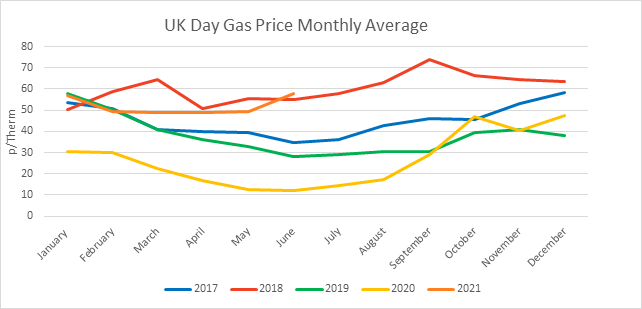 UK Day Gas Price Monthly Average
80
70
60
50
40
30
20
10
0
p/Therm
January
February
March
April
May
June
July
August
September
October
November
December
2017 2018 2019 2020 2021